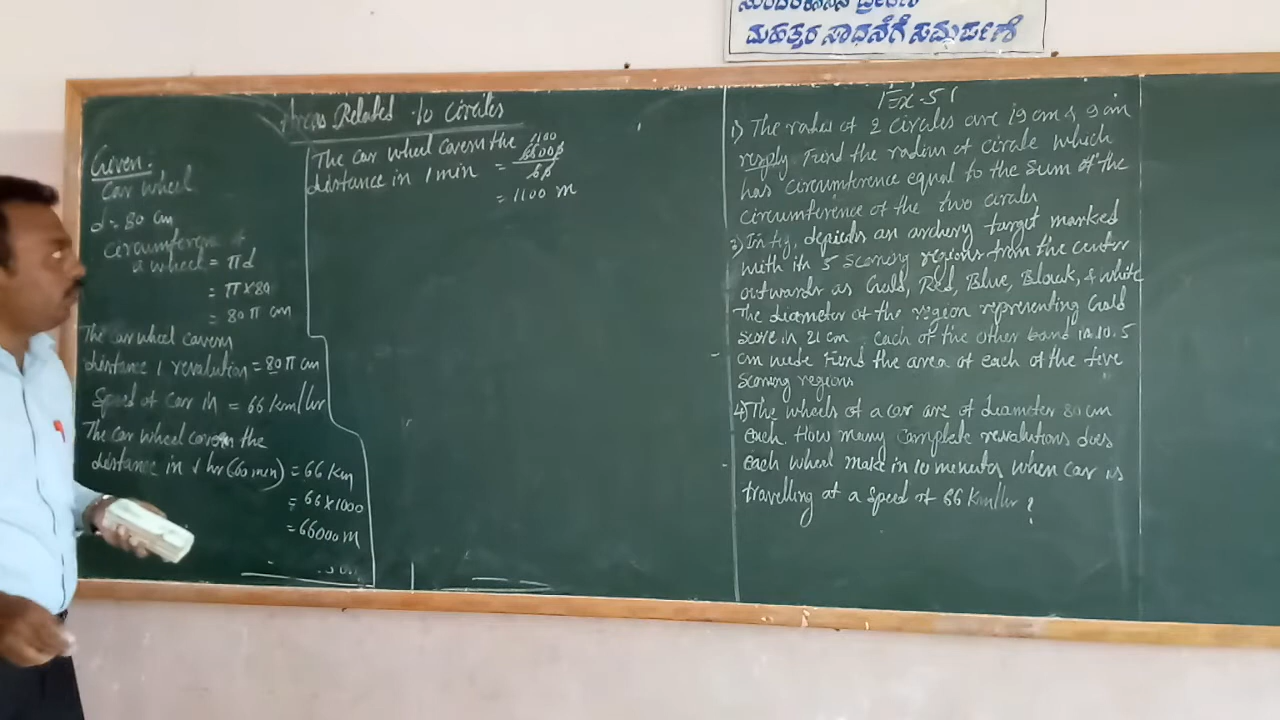 ಮಹತ್ತರ ಸಾಧನೆಗೆ ಸಮರ್ಪಣೆ
Areas Related to circles
Given:
Car wheel
d = 80 cm
circumference of
a wheel = πd
= π×80
= 80π cm
The car wheel covers
distance 1 revolution = 80π cm
Speed of car is = 66 km/hr
The car wheel covers the
distance in 1 hr (60 min) = 66 Km
= 66×1000
= 66000 M
The car wheel covers the
distance in 1 min = 1100 66000/60
= 1100 m
Ex-5.1
1) The radius of 2 circles are 19 cm & 9 cm
resply. Find the radius of circle which
has circumference equal to the sum of the
circumference of the two circles
In fig. depicts an archery target marked
with its 5 scoring regions from the center
outwards as Gold, Red, Blue, Black, & white
The diameter of the region representing Gold
score is 21 cm each of the other band is 10.5
cm wide Find the area of each of the five
scoring regions
4) The wheels of a car are of diameter 80 cm
each. How many complete revolutions does
each wheel make in 10 minutes when car is
travelling at a speed of 66 Km/hr ?